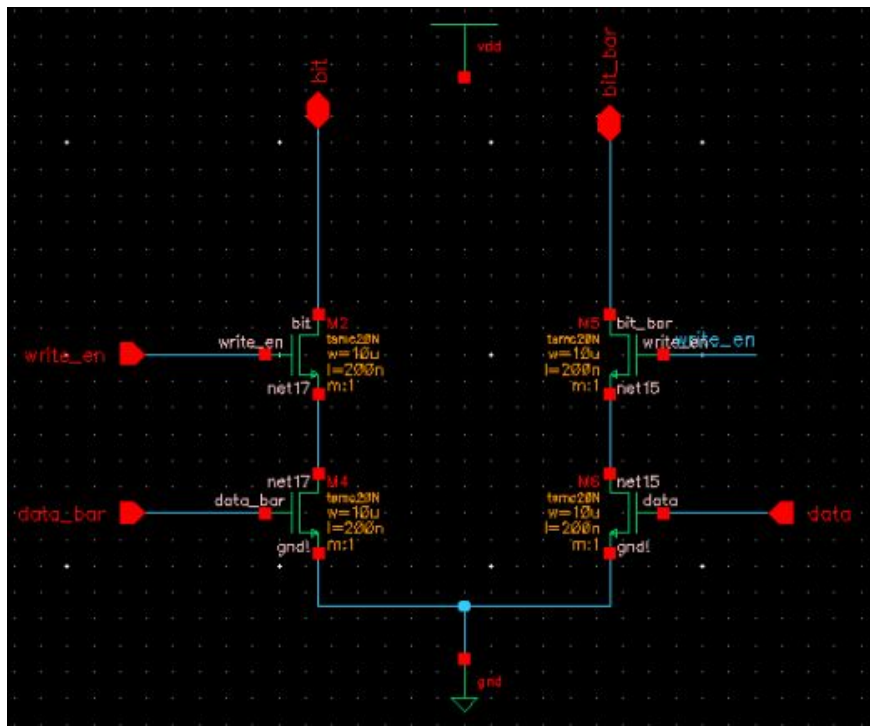 vdd
bit
bit_bar
bit
M2
write_en
tsmc20N
w=10u
l=200n
m:1
net17
write_en
M5
bit_bar
write_en
write_en
tsmc20N
w=10u
l=200n
m:1
net15
net17
M4
data_bar
tsmc20N
w=10u
l=200n
m:1
gnd!
data_bar
M6
net15
data
tsmc20N
w=10u
l=200n
m:1
gnd!
data
gnd